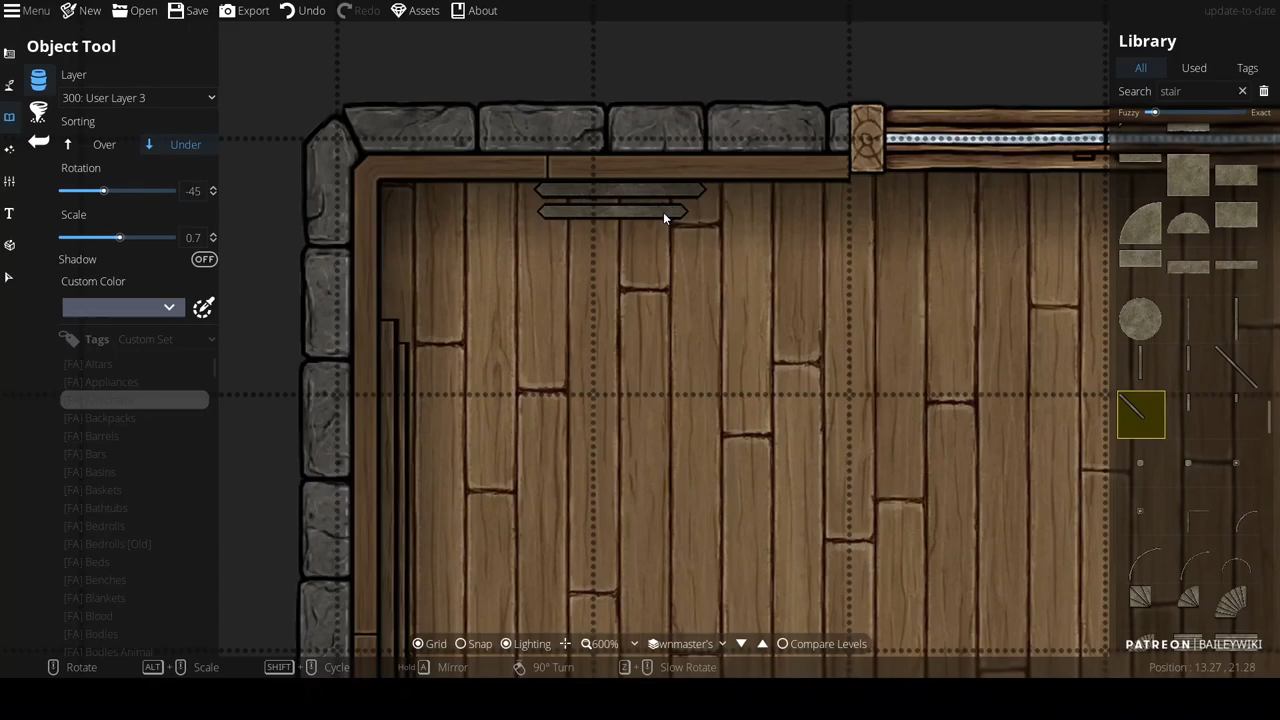 Menu New Open Save Export Undo Redo Assets About update-to-date
Object Tool
Layer
300: User Layer 3
Sorting
Over Under
Rotation
-45
Scale
0.7
Shadow OFF
Custom Color
Tags Custom Set
[FA] Altars
[FA] Appliances
[FA] Backpacks
[FA] Barrels
[FA] Bars
[FA] Basins
[FA] Baskets
[FA] Bathtubs
[FA] Bedrolls
[FA] Bedrolls [Old]
[FA] Beds
[FA] Benches
[FA] Blankets
[FA] Blood
[FA] Bodies
[FA] Bodies Animal
Library
All Used Tags
Search stair
Fuzzy Exact
Grid Snap Lighting 600% wnmaster's Compare Levels
PATREON BAILEYWIKI
Rotate ALT + Scale SHIFT + Cycle Hold A Mirror 90° Turn Z + Slow Rotate Position : 13.27 , 21.28